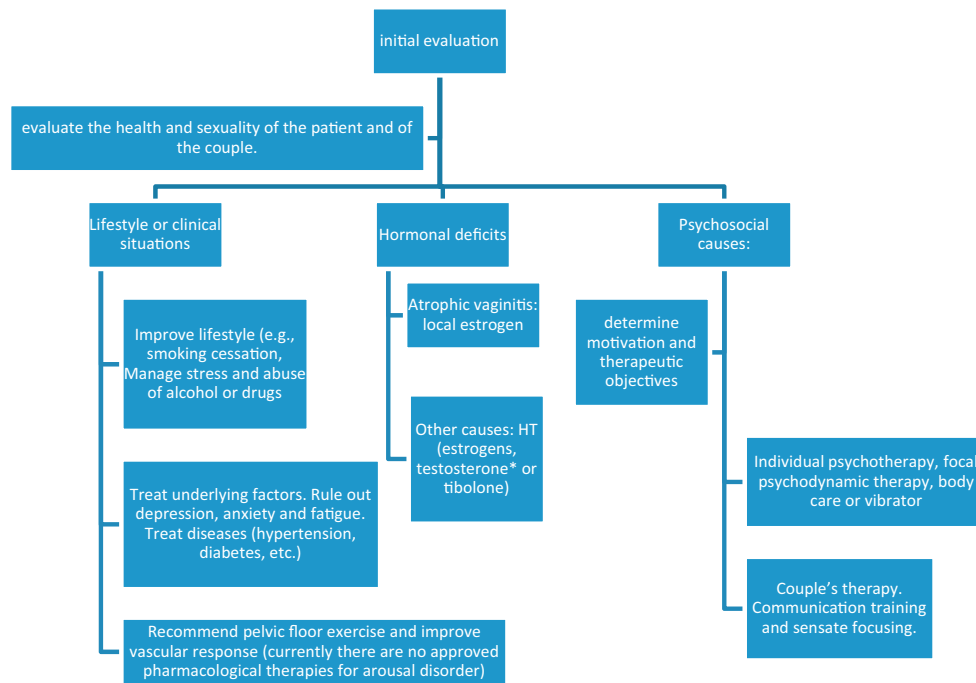 initial evaluation
evaluate the health and sexuality of the patient and of
the couple.
Lifestyle or clinical
situations
Improve lifestyle (e.g.,
smoking cessation,
Manage stress and abuse
of alcohol or drugs
Treat underlying factors. Rule out
depression, anxiety and fatigue.
Treat diseases (hypertension,
diabetes, etc.)
Recommend pelvic floor exercise and improve
vascular response (currently there are no approved
pharmacological therapies for arousal disorder)
Hormonal deficits
Atrophic vaginitis:
local estrogen
Other causes: HT
(estrogens,
testosterone* or
tibolone)
Psychosocial
causes:
determine
motivation and
therapeutic
objectives
Individual psychotherapy, focal
psychodynamic therapy, body
care or vibrator
Couple’s therapy.
Communication training
and sensate focusing.